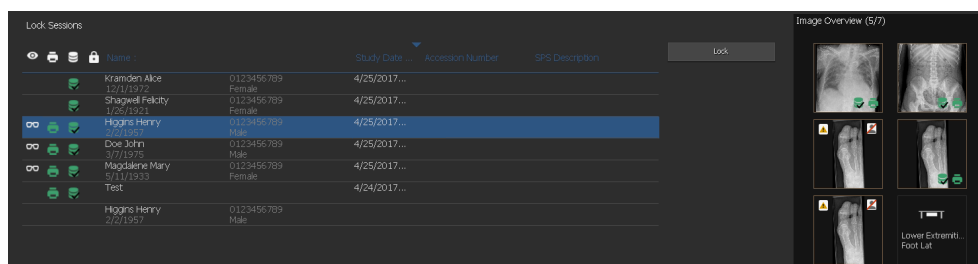 Lock Sessions
Image Overview (5/7)
Name : Study Date ... Accession Number SPS Description
Lock
Kramden Alice 0123456789 4/25/2017...
12/1/1972 Female
Shagwell Felicity 0123456789 4/25/2017...
1/26/1921 Female
Higgins Henry 0123456789 4/25/2017...
2/2/1957 Male
Doe John 0123456789 4/25/2017...
3/7/1975 Male
Magdalene Mary 0123456789 4/25/2017...
5/11/1933 Female
Test 4/24/2017...
Higgins Henry 0123456789
2/2/1957 Male
Lower Extremiti...
Foot Lat